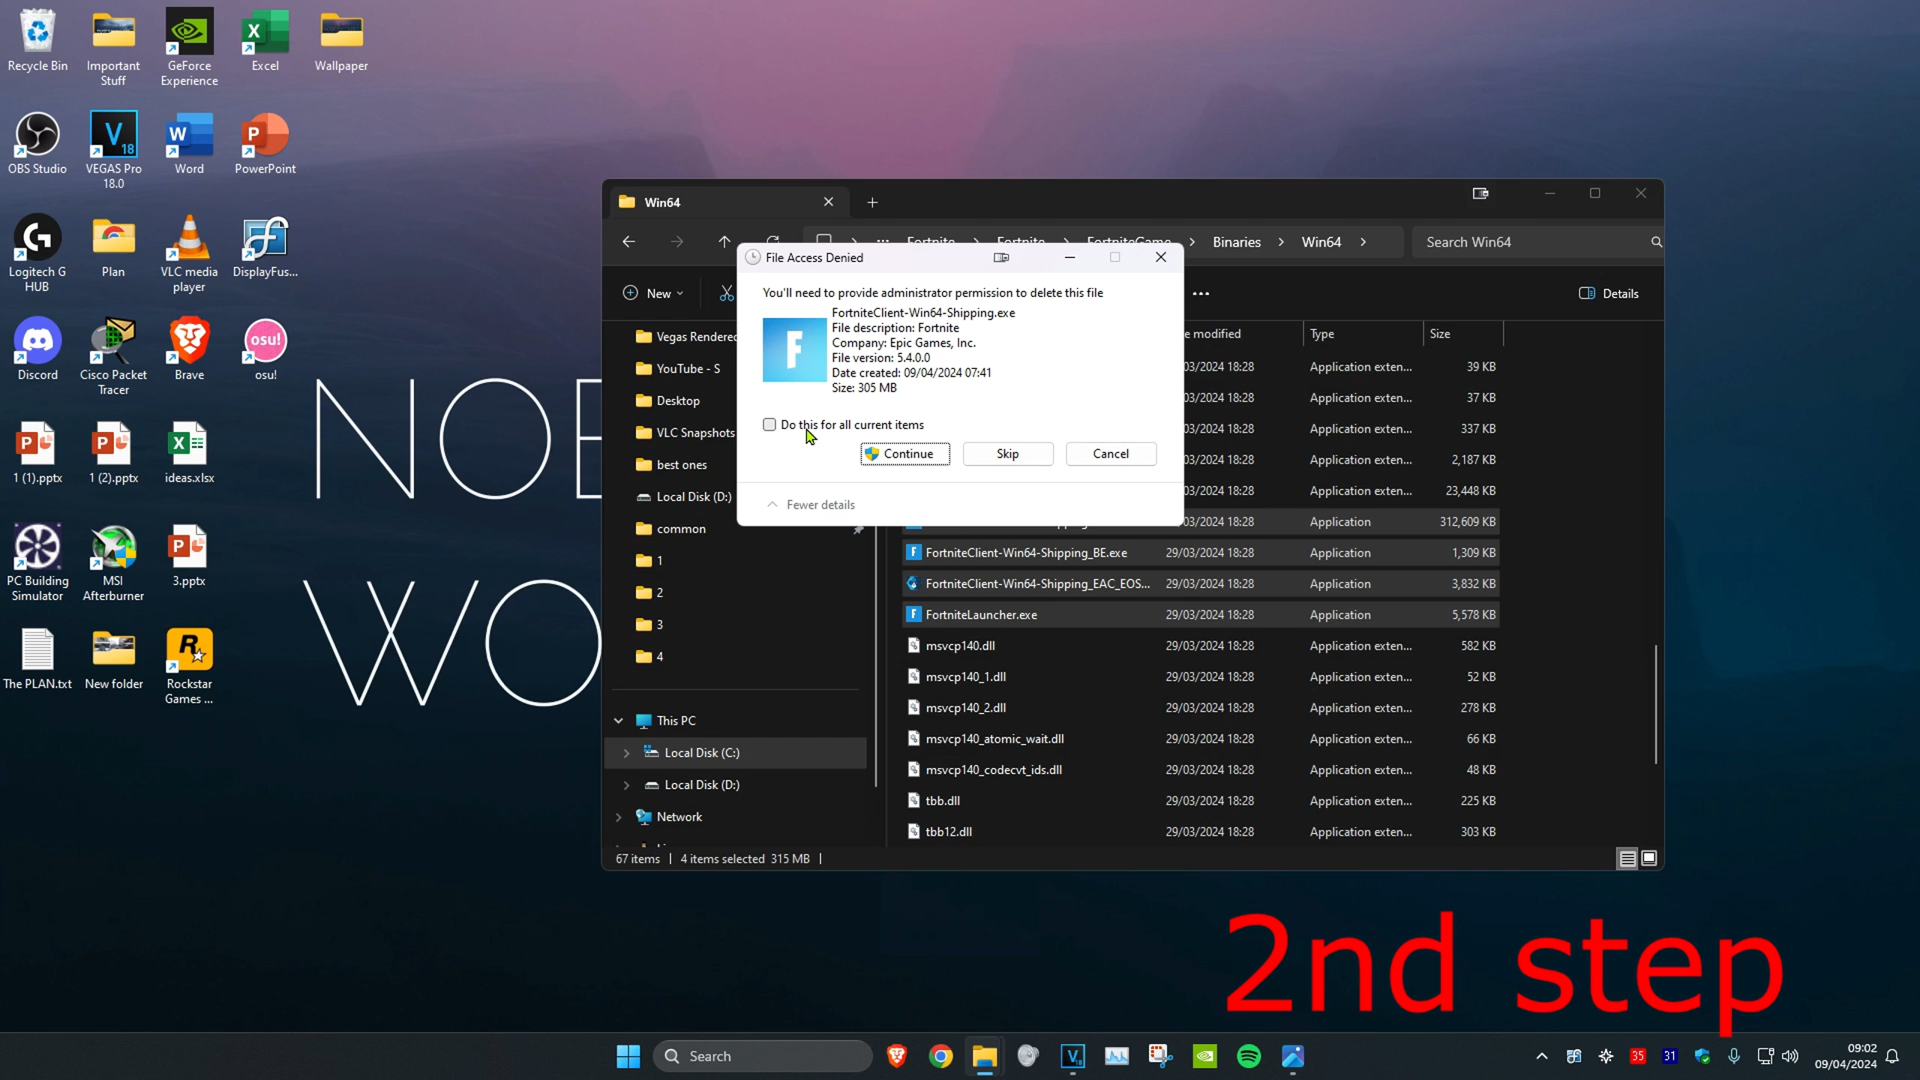 Recycle Bin
Important Stuff
GeForce Experience
Excel
Wallpaper
OBS Studio
VEGAS Pro 18.0
Word
PowerPoint
Logitech G HUB
Plan
VLC media player
DisplayFus...
Discord
Cisco Packet Tracer
Brave
osu!
1 (1).pptx
1 (2).pptx
ideas.xlsx
PC Building Simulator
MSI Afterburner
3.pptx
The PLAN.txt
New folder
Rockstar Games ...
NOE
WO
Win64
Fortnite Fortnite FortniteGame Binaries Win64
Search Win64
New
Details
File Access Denied
You'll need to provide administrator permission to delete this file
FortniteClient-Win64-Shipping.exe
File description: Fortnite
Company: Epic Games, Inc.
File version: 5.4.0.0
Date created: 09/04/2024 07:41
Size: 305 MB
Do this for all current items
Continue Skip Cancel
Fewer details
Vegas Rendered
YouTube - S
Desktop
VLC Snapshots
best ones
Local Disk (D:)
common
1
2
3
4
This PC
Local Disk (C:)
Local Disk (D:)
Network
e modified Type Size
03/2024 18:28 Application exten... 39 KB
03/2024 18:28 Application exten... 37 KB
03/2024 18:28 Application exten... 337 KB
03/2024 18:28 Application exten... 2,187 KB
03/2024 18:28 Application exten... 23,448 KB
03/2024 18:28 Application 312,609 KB
FortniteClient-Win64-Shipping_BE.exe 29/03/2024 18:28 Application 1,309 KB
FortniteClient-Win64-Shipping_EAC_EOS... 29/03/2024 18:28 Application 3,832 KB
FortniteLauncher.exe 29/03/2024 18:28 Application 5,578 KB
msvcp140.dll 29/03/2024 18:28 Application exten... 582 KB
msvcp140_1.dll 29/03/2024 18:28 Application exten... 52 KB
msvcp140_2.dll 29/03/2024 18:28 Application exten... 278 KB
msvcp140_atomic_wait.dll 29/03/2024 18:28 Application exten... 66 KB
msvcp140_codecvt_ids.dll 29/03/2024 18:28 Application exten... 48 KB
tbb.dll 29/03/2024 18:28 Application exten... 225 KB
tbb12.dll 29/03/2024 18:28 Application exten... 303 KB
67 items 4 items selected 315 MB
2nd step
Search
35
31
09:02
09/04/2024